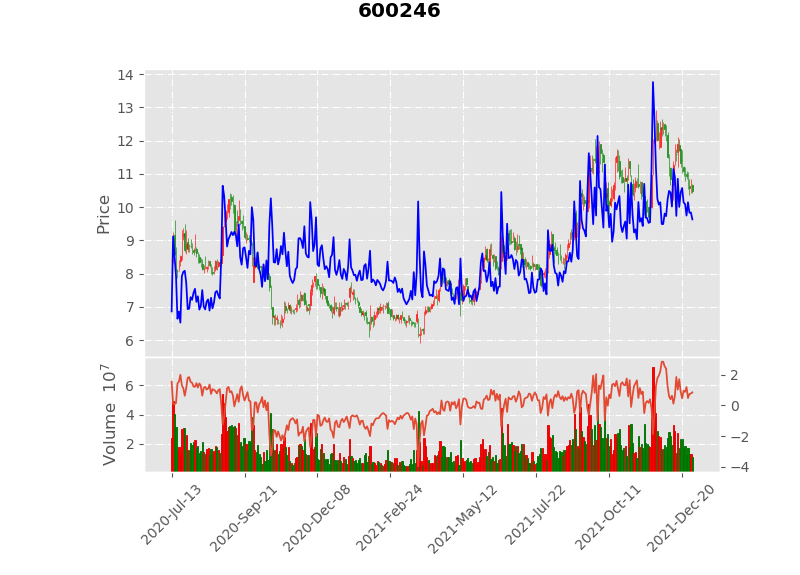 600246
14
13
12
11
10
9
8
7
6
Price
6
4
2
Volume 10^7
2
0
−2
−4
2020-Jul-13
2020-Sep-21
2020-Dec-08
2021-Feb-24
2021-May-12
2021-Jul-22
2021-Oct-11
2021-Dec-20